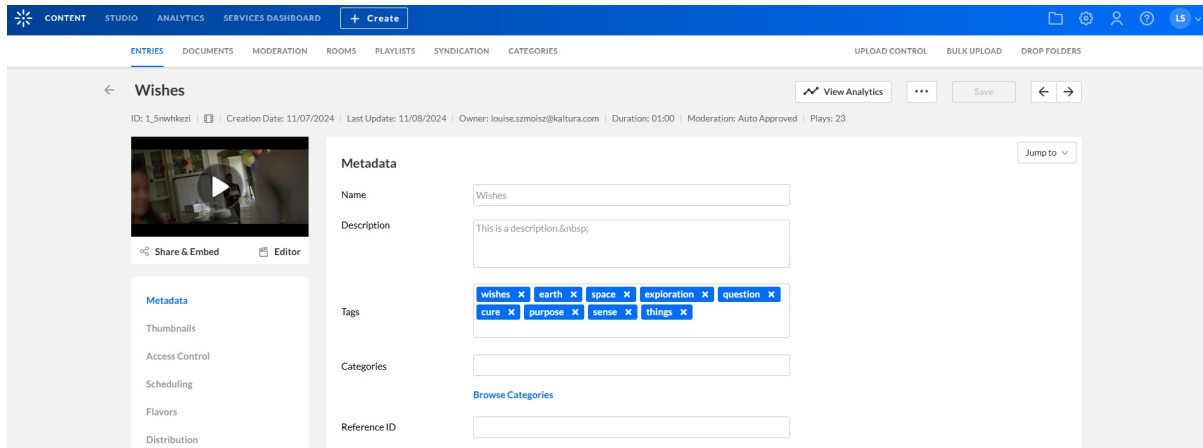 CONTENT STUDIO ANALYTICS SERVICES DASHBOARD + Create LS
ENTRIES DOCUMENTS MODERATION ROOMS PLAYLISTS SYNDICATION CATEGORIES UPLOAD CONTROL BULK UPLOAD DROP FOLDERS
Wishes View Analytics ••• Save
ID: 1_5nwhkezi | Creation Date: 11/07/2024 | Last Update: 11/08/2024 | Owner: louise.szmoisz@kaltura.com | Duration: 01:00 | Moderation: Auto Approved | Plays: 23
Jump to
Metadata
Name Wishes
Description This is a description.&nbsp;
Share & Embed Editor
Tags
wishes × earth × space × exploration × question ×
cure × purpose × sense × things ×
Metadata
Thumbnails
Access Control
Scheduling
Flavors
Distribution
Categories
Browse Categories
Reference ID